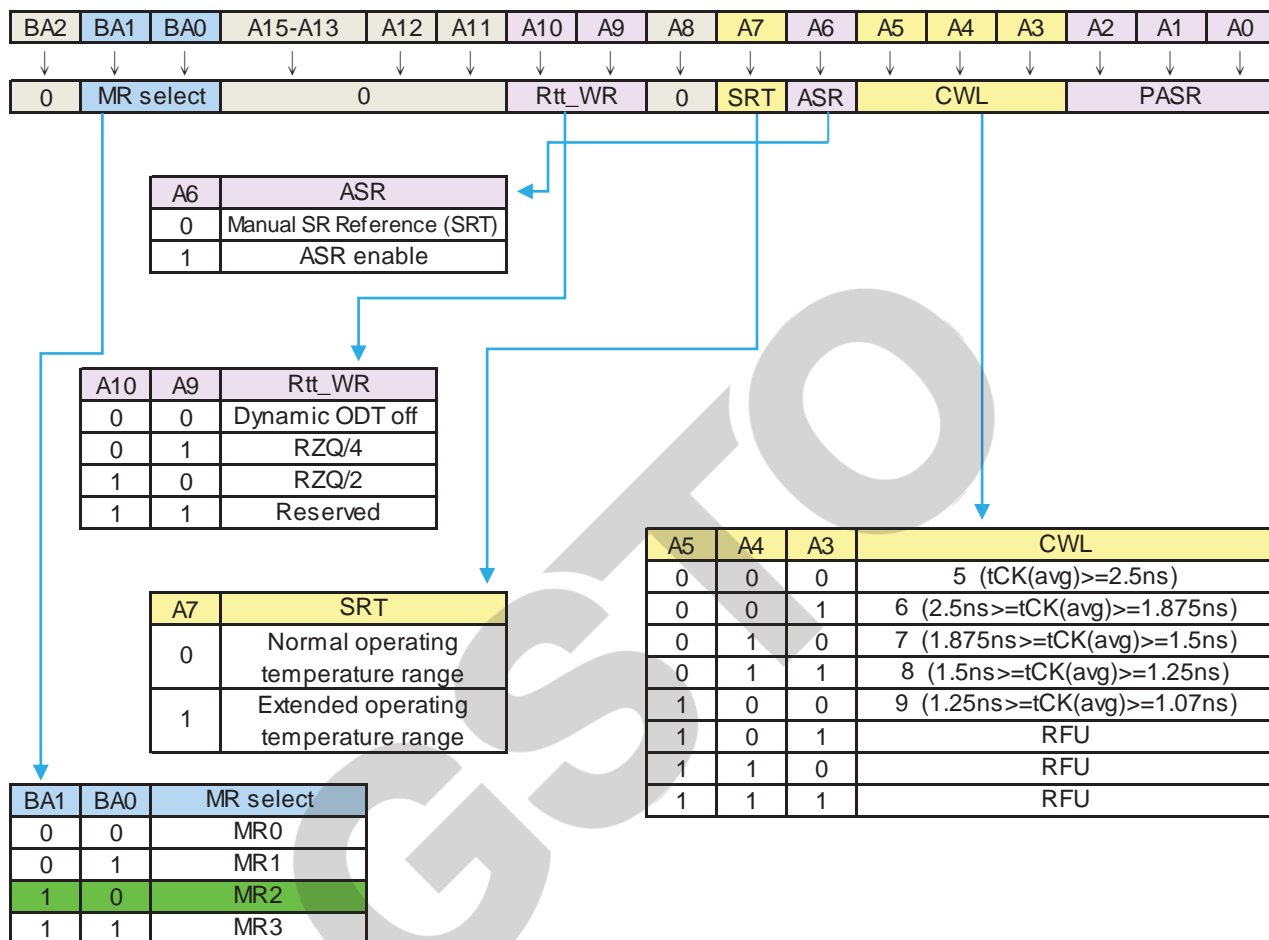 BA2 BA1 BA0 A15-A13 A12 A11 A10 A9 A8 A7 A6 A5 A4 A3 A2 A1 A0
0 MR select 0 Rtt_WR 0 SRT ASR CWL PASR
A6 ASR
0 Manual SR Reference (SRT)
1 ASR enable
A10 A9 Rtt_WR
0 0 Dynamic ODT off
0 1 RZQ/4
1 0 RZQ/2
1 1 Reserved
A7 SRT
0 Normal operating
temperature range
1 Extended operating
temperature range
A5 A4 A3 CWL
0 0 0 5 (tCK(avg)>=2.5ns)
0 0 1 6 (2.5ns>=tCK(avg)>=1.875ns)
0 1 0 7 (1.875ns>=tCK(avg)>=1.5ns)
0 1 1 8 (1.5ns>=tCK(avg)>=1.25ns)
1 0 0 9 (1.25ns>=tCK(avg)>=1.07ns)
1 0 1 RFU
1 1 0 RFU
1 1 1 RFU
BA1 BA0 MR select
0 0 MR0
0 1 MR1
1 0 MR2
1 1 MR3
GSTO